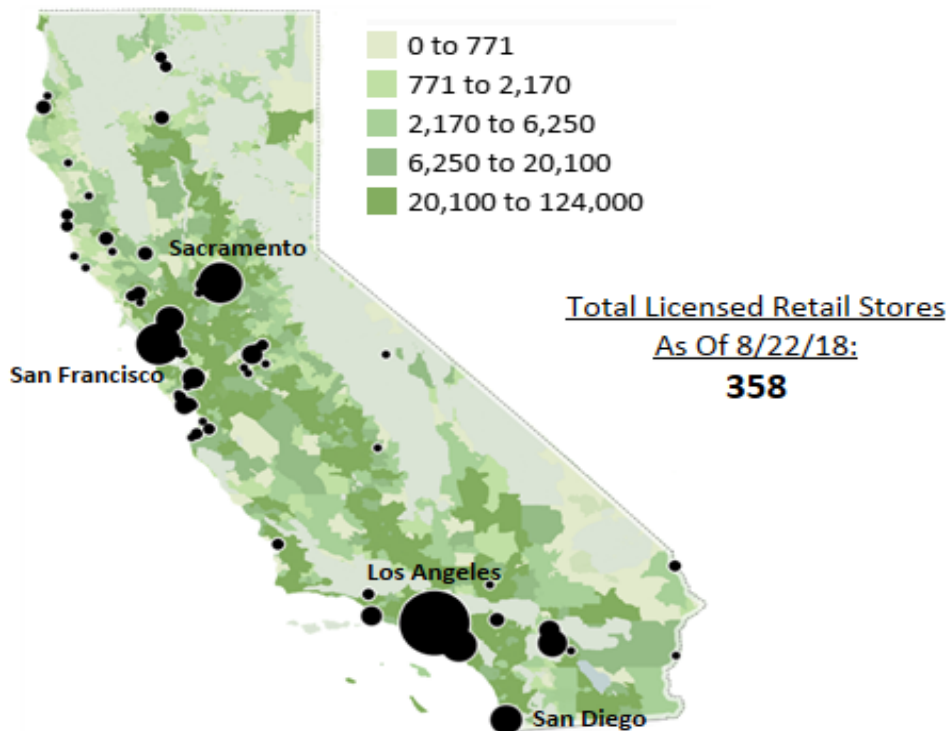 0 to 771
771 to 2,170
2,170 to 6,250
6,250 to 20,100
20,100 to 124,000
Sacramento
Total Licensed Retail Stores
As Of 8/22/18:
San Francisco
358
Los Angeles
San Diego